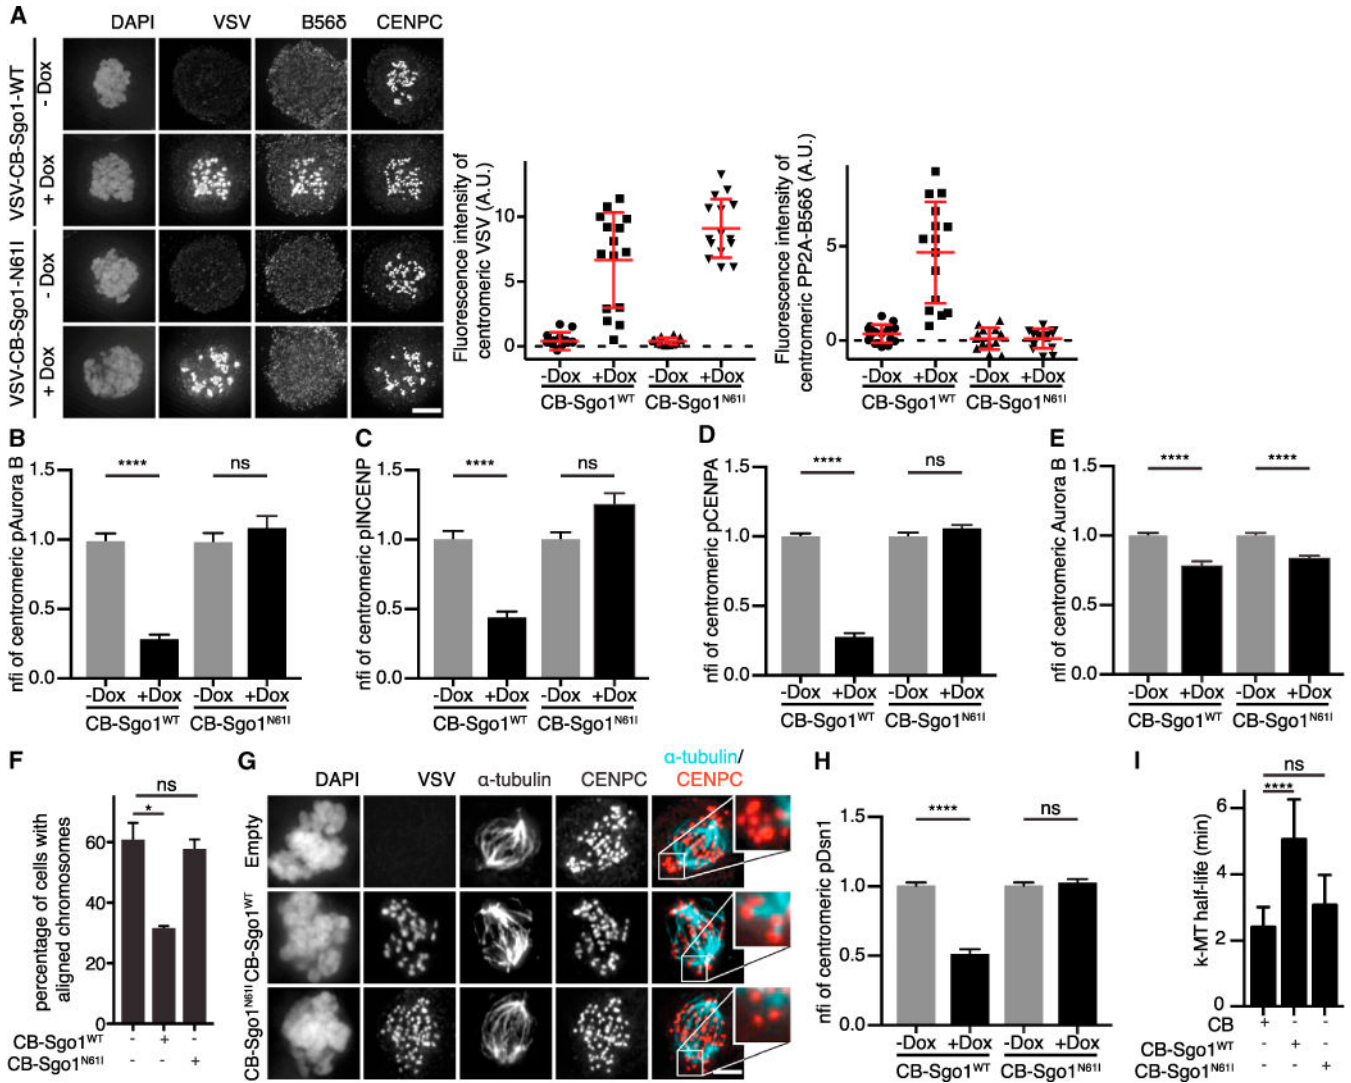 A
DAPI VSV B56δ CENPC
VSV-CB-Sgo1-WT
- Dox
+ Dox
VSV-CB-Sgo1-N61I
- Dox
+ Dox
Fluorescence intensity of
centromeric VSV (A.U.)
10
5
0
-Dox +Dox -Dox +Dox
CB-Sgo1WT CB-Sgo1N61I
Fluorescence intensity of
centromeric PP2A-B56δ (A.U.)
5
0
-Dox +Dox -Dox +Dox
CB-Sgo1WT CB-Sgo1N61I
B
nfi of centromeric pAurora B
1.5
1.0
0.5
0.0
**** ns
-Dox +Dox -Dox +Dox
CB-Sgo1WT CB-Sgo1N61I
C
nfi of centromeric pINCENP
1.5
1.0
0.5
0.0
**** ns
-Dox +Dox -Dox +Dox
CB-Sgo1WT CB-Sgo1N61I
D
nfi of centromeric pCENPA
1.5
1.0
0.5
0.0
**** ns
-Dox +Dox -Dox +Dox
CB-Sgo1WT CB-Sgo1N61I
E
nfi of centromeric Aurora B
1.5
1.0
0.5
0.0
**** ****
-Dox +Dox -Dox +Dox
CB-Sgo1WT CB-Sgo1N61I
F
percentage of cells with
aligned chromosomes
60
40
20
0
ns
*
CB-Sgo1WT - + -
CB-Sgo1N61I - - +
G
α-tubulin/
DAPI VSV α-tubulin CENPC CENPC
Empty
CB-Sgo1WT
CB-Sgo1N61I
H
nfi of centromeric pDsn1
1.5
1.0
0.5
0.0
**** ns
-Dox +Dox -Dox +Dox
CB-Sgo1WT CB-Sgo1N61I
I
k-MT half-life (min)
6
4
2
0
ns
****
CB + - -
CB-Sgo1WT - + -
CB-Sgo1N61I - - +